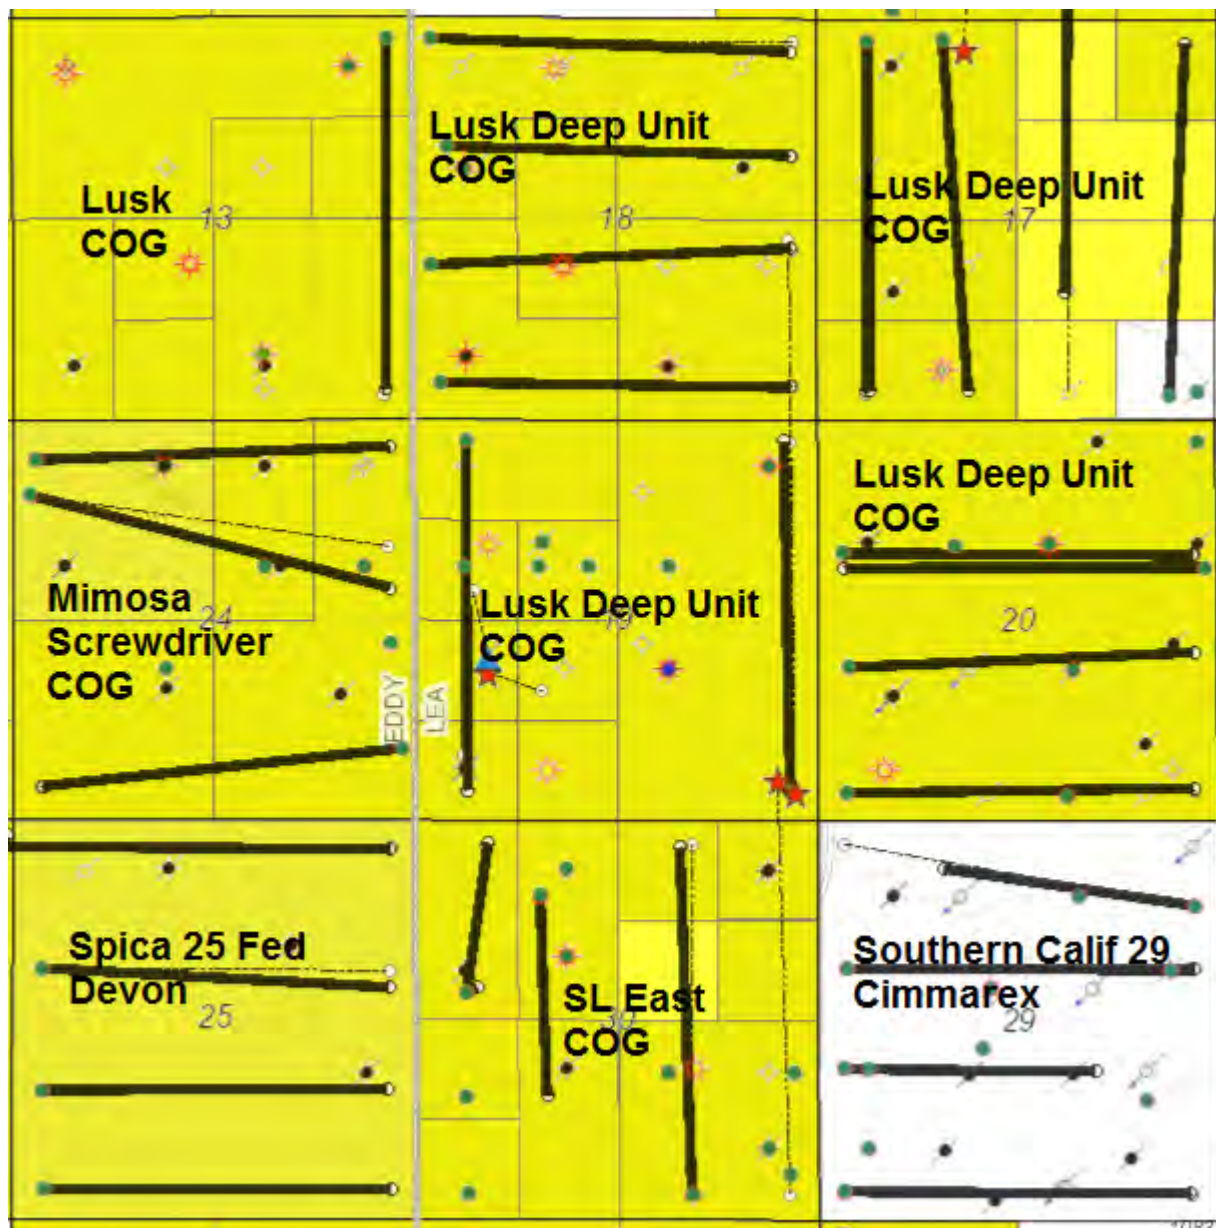 Lusk Deep Unit
COG
Lusk
COG
13
18
Lusk Deep Unit
COG
17
Lusk Deep Unit
COG
Mimosa
Screwdriver
COG
24
Lusk Deep Unit
COG
19
20
EDDY
LEA
Spica 25 Fed
Devon
25
SL East
COG
30
Southern Calif 29
Cimmarex
29